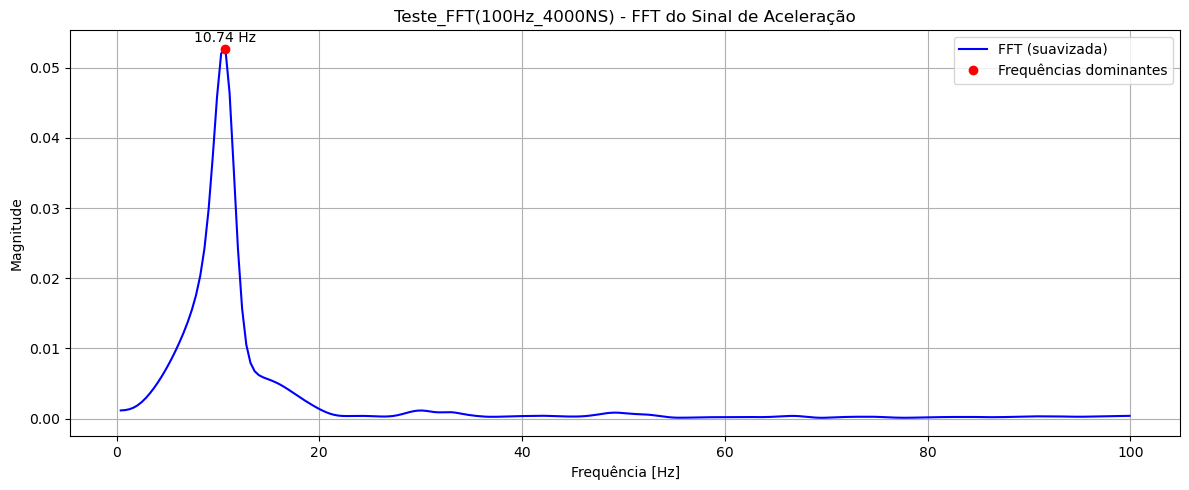 Teste_FFT(100Hz_4000NS) - FFT do Sinal de Aceleração
10.74 Hz
FFT (suavizada)
Frequências dominantes
Magnitude
0.05
0.04
0.03
0.02
0.01
0.00
0
20
40
60
80
100
Frequência [Hz]